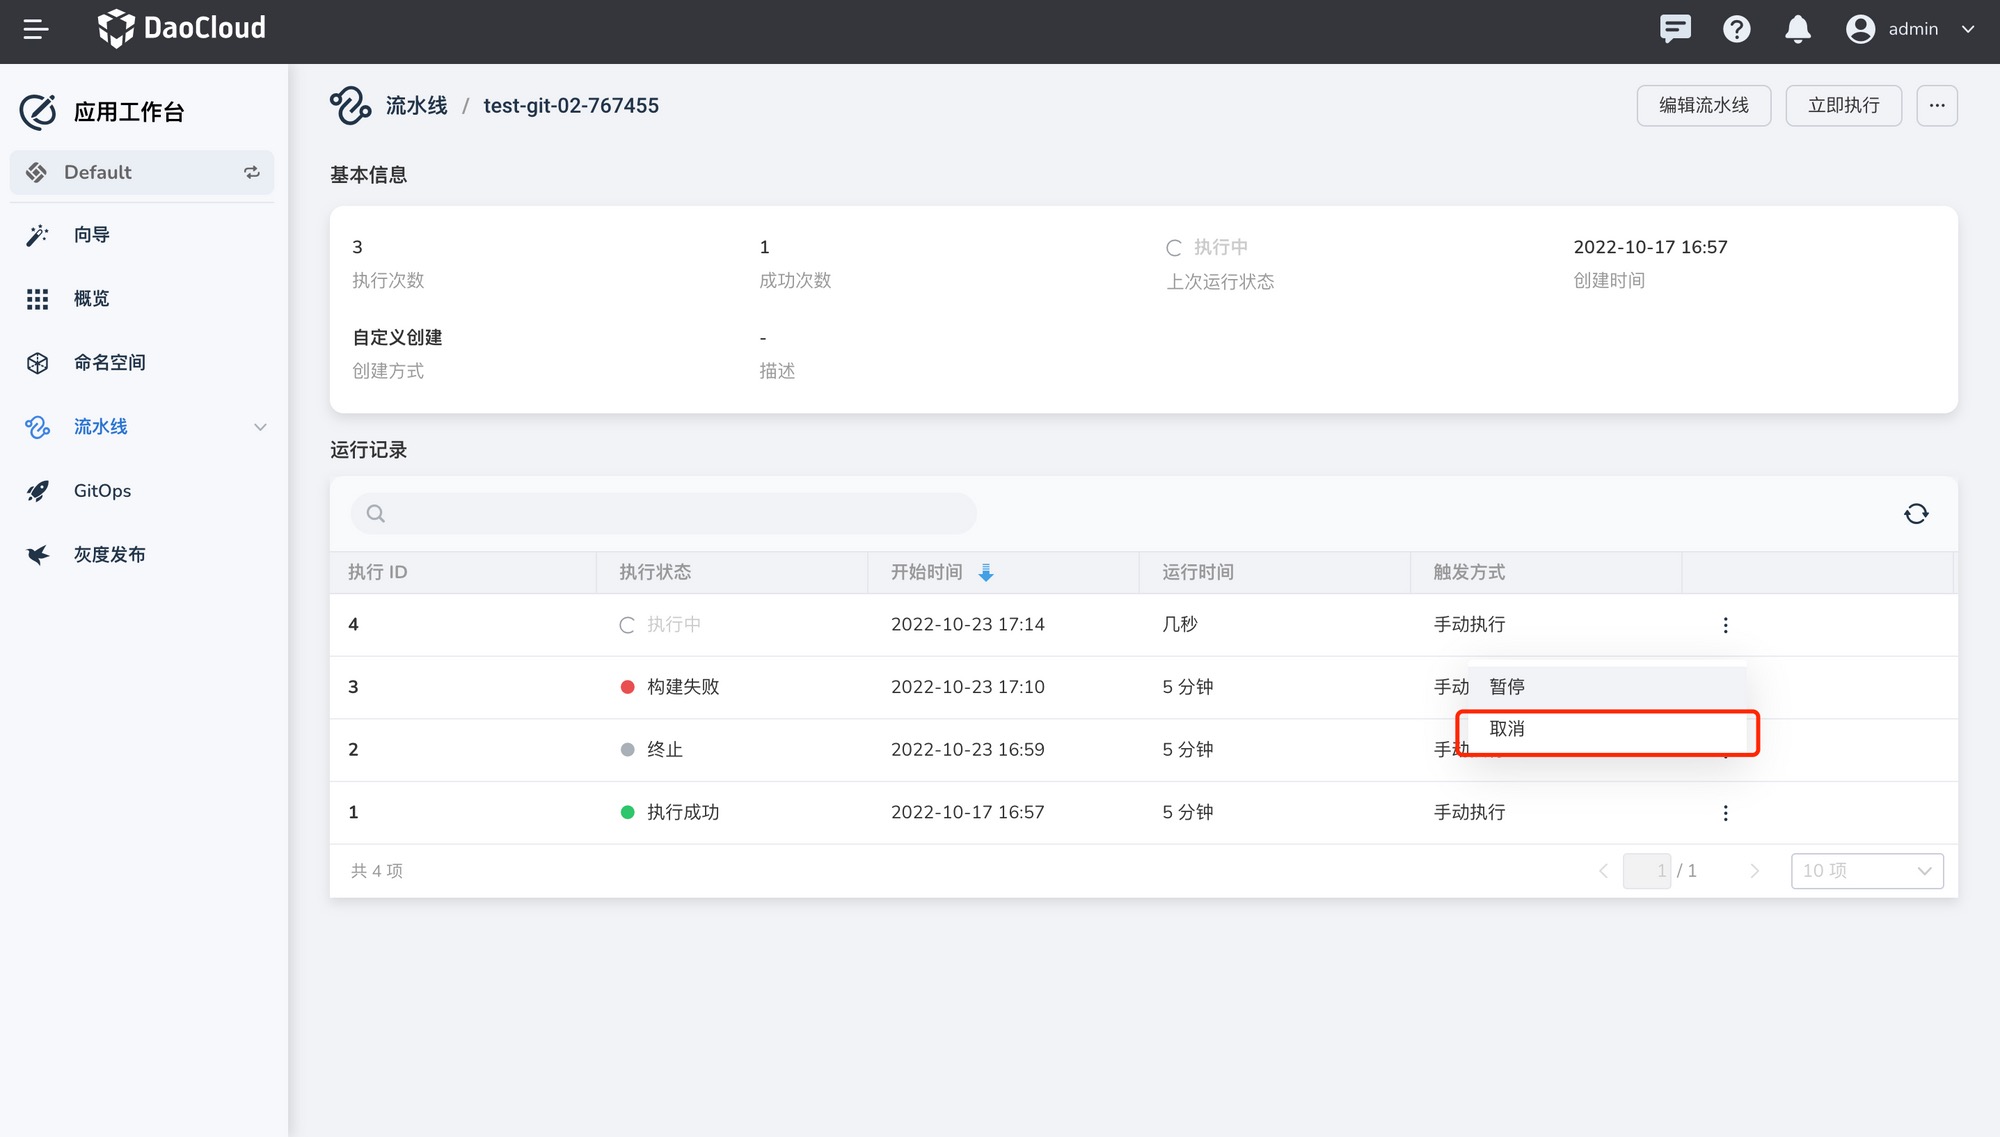 DaoCloud
admin
应用工作台
Default
向导
概览
命名空间
流水线
GitOps
灰度发布
流水线 / test-git-02-767455
编辑流水线
立即执行
基本信息
3
执行次数
1
成功次数
执行中
上次运行状态
2022-10-17 16:57
创建时间
自定义创建
创建方式
-
描述
运行记录
执行 ID 执行状态 开始时间 运行时间 触发方式
4 执行中 2022-10-23 17:14 几秒 手动执行
3 构建失败 2022-10-23 17:10 5 分钟 手动
暂停
取消
2 终止 2022-10-23 16:59 5 分钟 手动
1 执行成功 2022-10-17 16:57 5 分钟 手动执行
共 4 项
1 / 1
10 项